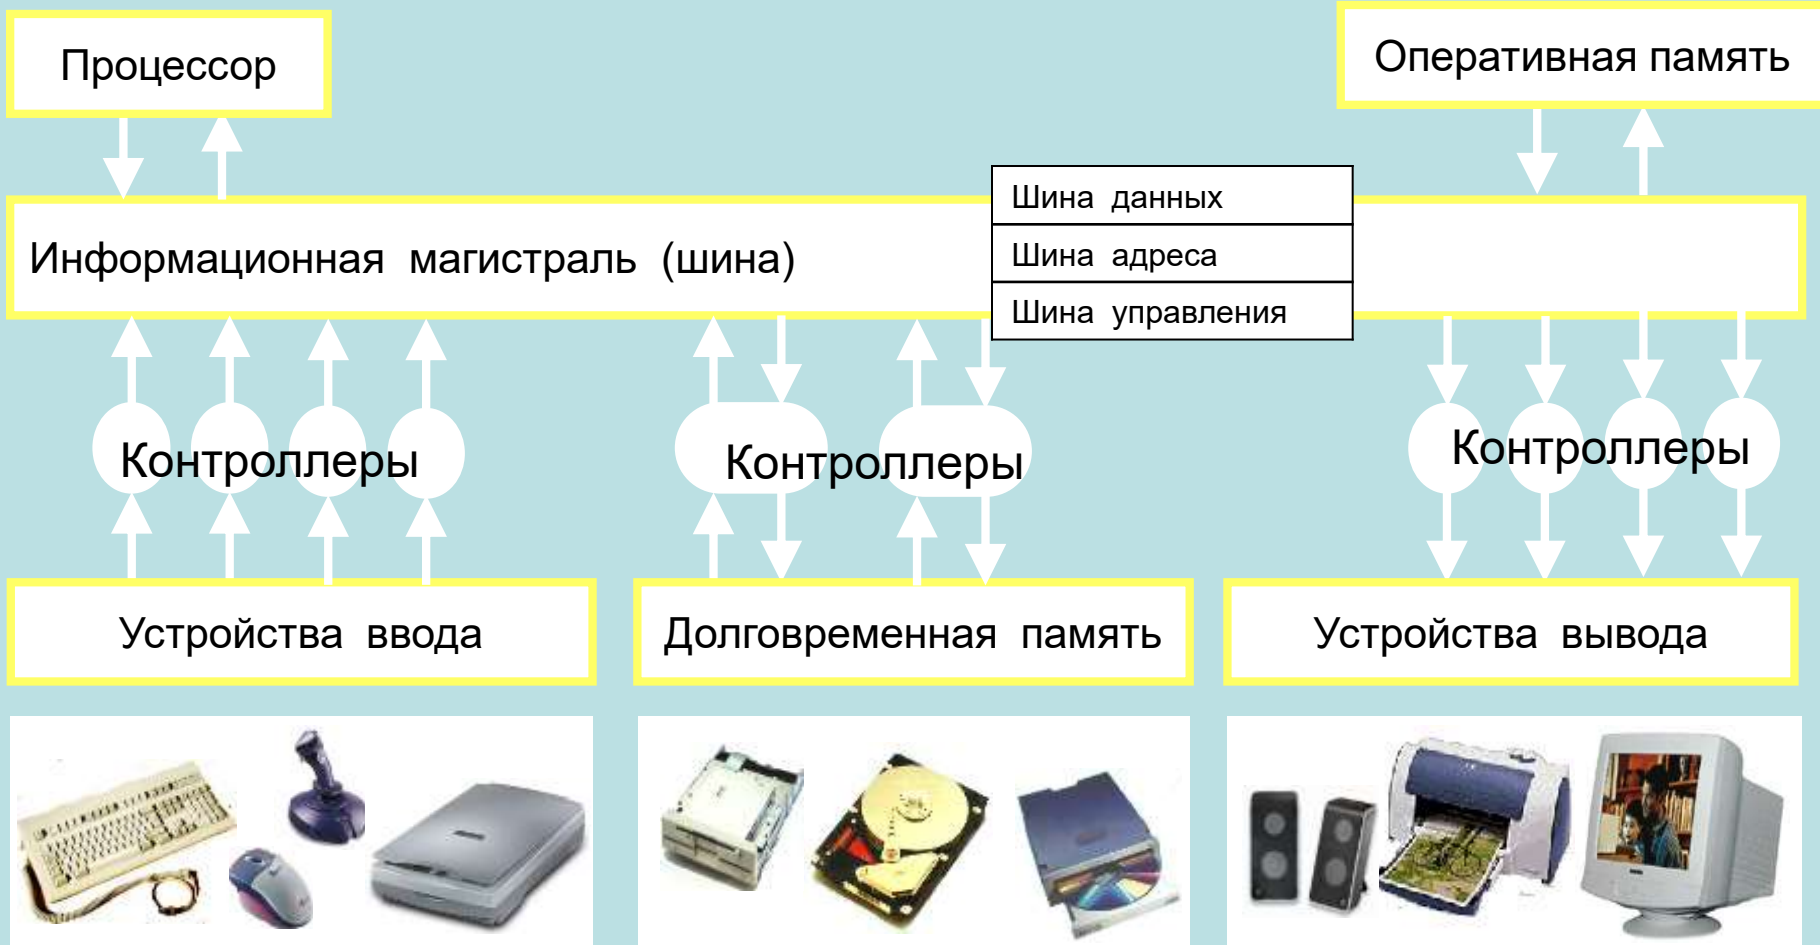 Процессор
Оперативная память
Шина данных
Информационная магистраль (шина)
Шина адреса
Шина управления
Контроллеры
Контроллеры
Контроллеры
Устройства ввода
Долговременная память
Устройства вывода